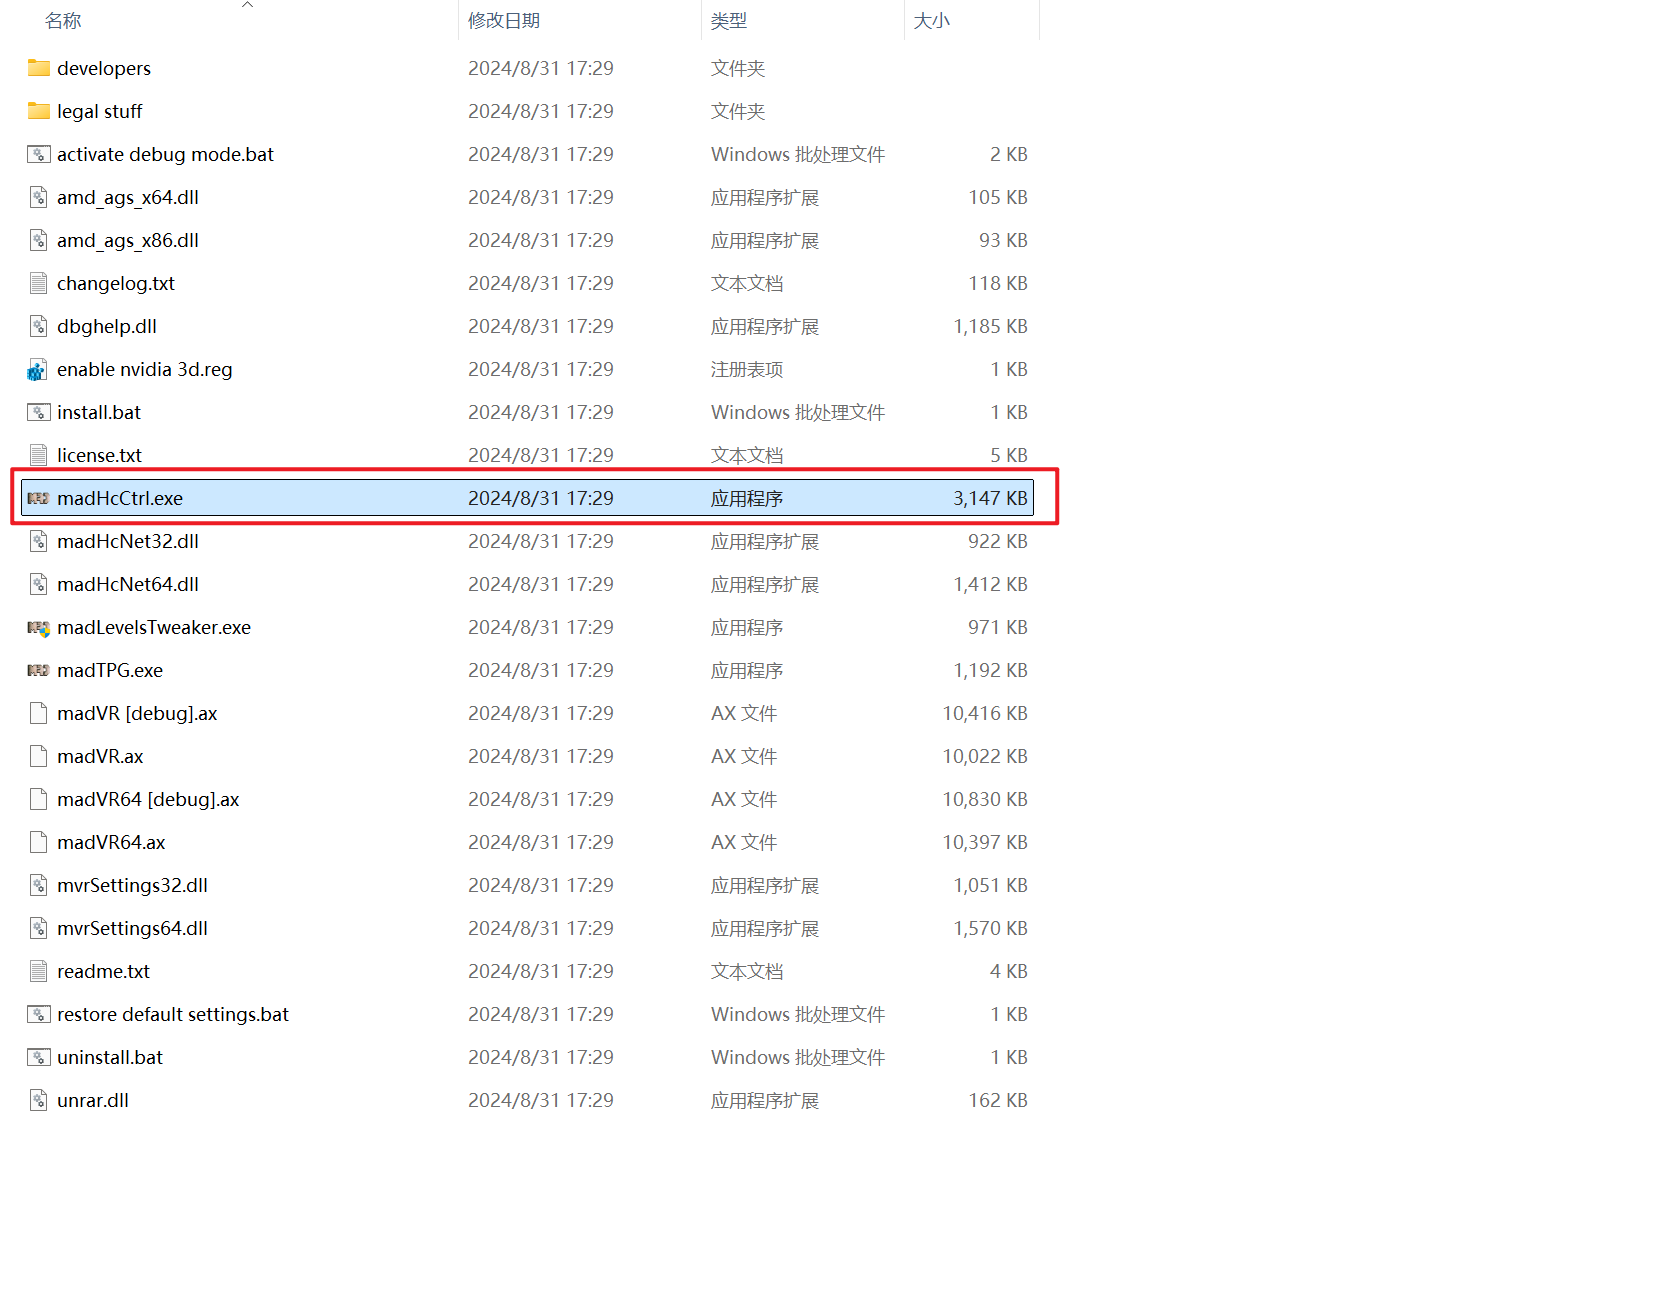 名称 修改日期 类型 大小
developers 2024/8/31 17:29 文件夹
legal stuff 2024/8/31 17:29 文件夹
activate debug mode.bat 2024/8/31 17:29 Windows 批处理文件 2 KB
amd_ags_x64.dll 2024/8/31 17:29 应用程序扩展 105 KB
amd_ags_x86.dll 2024/8/31 17:29 应用程序扩展 93 KB
changelog.txt 2024/8/31 17:29 文本文档 118 KB
dbghelp.dll 2024/8/31 17:29 应用程序扩展 1,185 KB
enable nvidia 3d.reg 2024/8/31 17:29 注册表项 1 KB
install.bat 2024/8/31 17:29 Windows 批处理文件 1 KB
license.txt 2024/8/31 17:29 文本文档 5 KB
madHcCtrl.exe 2024/8/31 17:29 应用程序 3,147 KB
madHcNet32.dll 2024/8/31 17:29 应用程序扩展 922 KB
madHcNet64.dll 2024/8/31 17:29 应用程序扩展 1,412 KB
madLevelsTweaker.exe 2024/8/31 17:29 应用程序 971 KB
madTPG.exe 2024/8/31 17:29 应用程序 1,192 KB
madVR [debug].ax 2024/8/31 17:29 AX 文件 10,416 KB
madVR.ax 2024/8/31 17:29 AX 文件 10,022 KB
madVR64 [debug].ax 2024/8/31 17:29 AX 文件 10,830 KB
madVR64.ax 2024/8/31 17:29 AX 文件 10,397 KB
mvrSettings32.dll 2024/8/31 17:29 应用程序扩展 1,051 KB
mvrSettings64.dll 2024/8/31 17:29 应用程序扩展 1,570 KB
readme.txt 2024/8/31 17:29 文本文档 4 KB
restore default settings.bat 2024/8/31 17:29 Windows 批处理文件 1 KB
uninstall.bat 2024/8/31 17:29 Windows 批处理文件 1 KB
unrar.dll 2024/8/31 17:29 应用程序扩展 162 KB